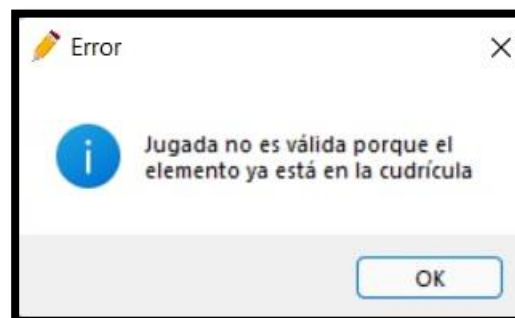 Error
Jugada no es válida porque el
elemento ya está en la cudrícula
OK